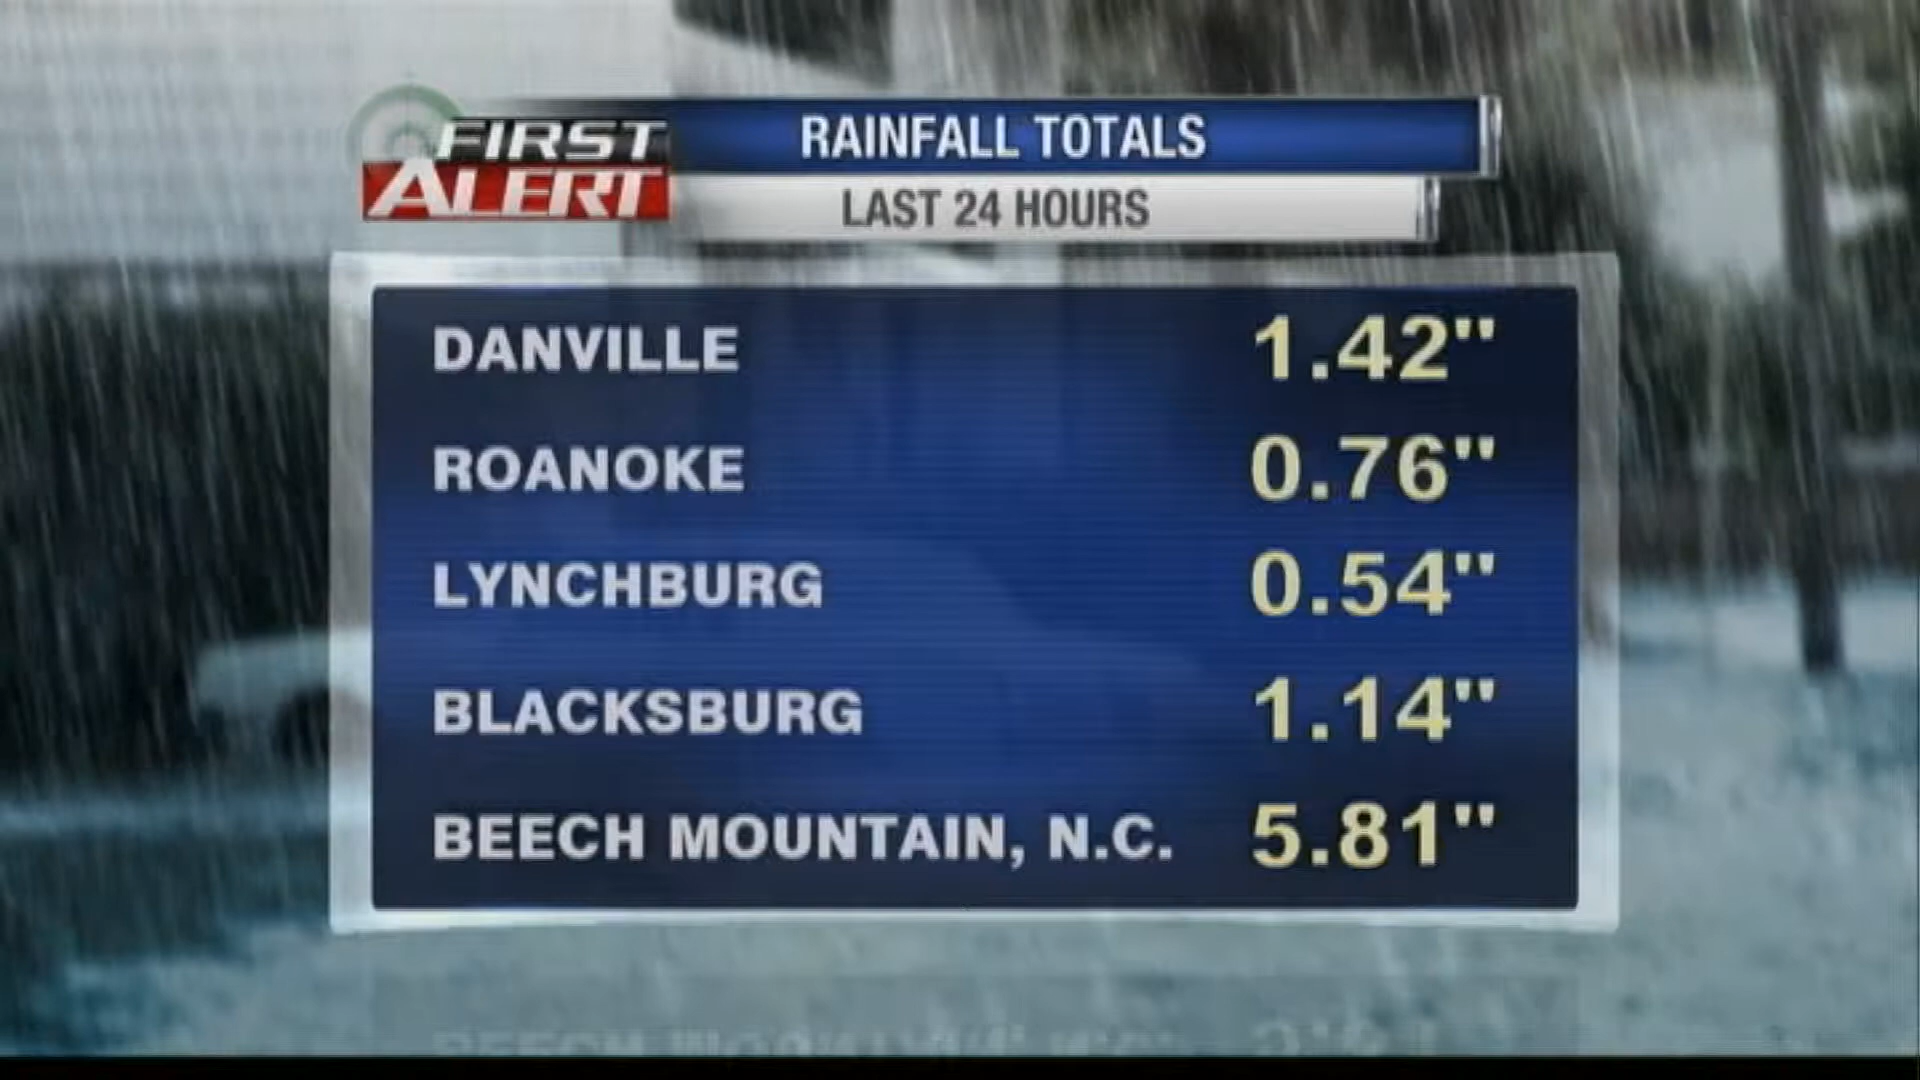 FIRST
ALERT
RAINFALL TOTALS
LAST 24 HOURS
DANVILLE 1.42"
ROANOKE 0.76"
LYNCHBURG 0.54"
BLACKSBURG 1.14"
BEECH MOUNTAIN, N.C. 5.81"